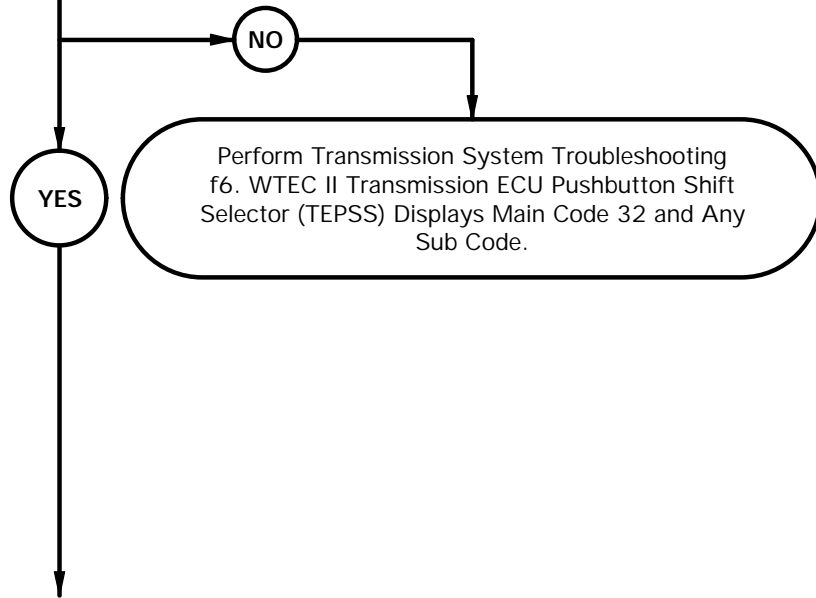 NO
YES
Perform Transmission System Troubleshooting
f6. WTEC II Transmission ECU Pushbutton Shift
Selector (TEPSS) Displays Main Code 32 and Any
Sub Code.